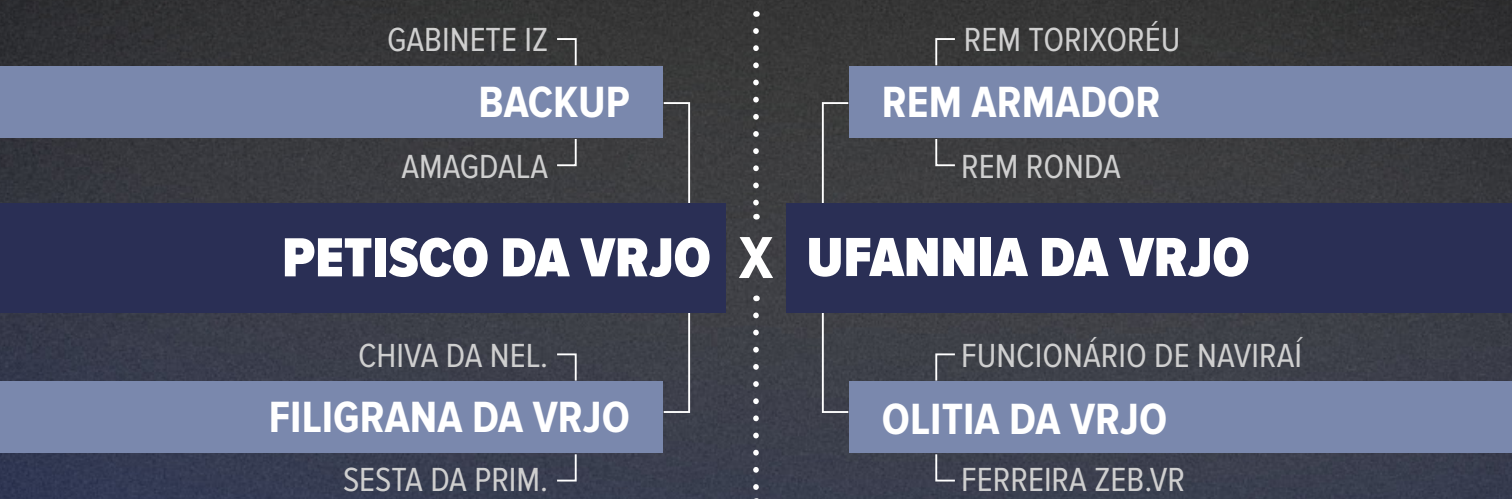 GABINETE IZ
BACKUP
AMAGDALA
PETISCO DA VRJO
CHIVA DA NEL.
FILIGRANA DA VRJO
SESTA DA PRIM.
X
REM TORIXORÉU
REM ARMADOR
REM RONDA
UFANNIA DA VRJO
FUNCIONÁRIO DE NAVIRAÍ
OLITIA DA VRJO
FERREIRA ZEB.VR